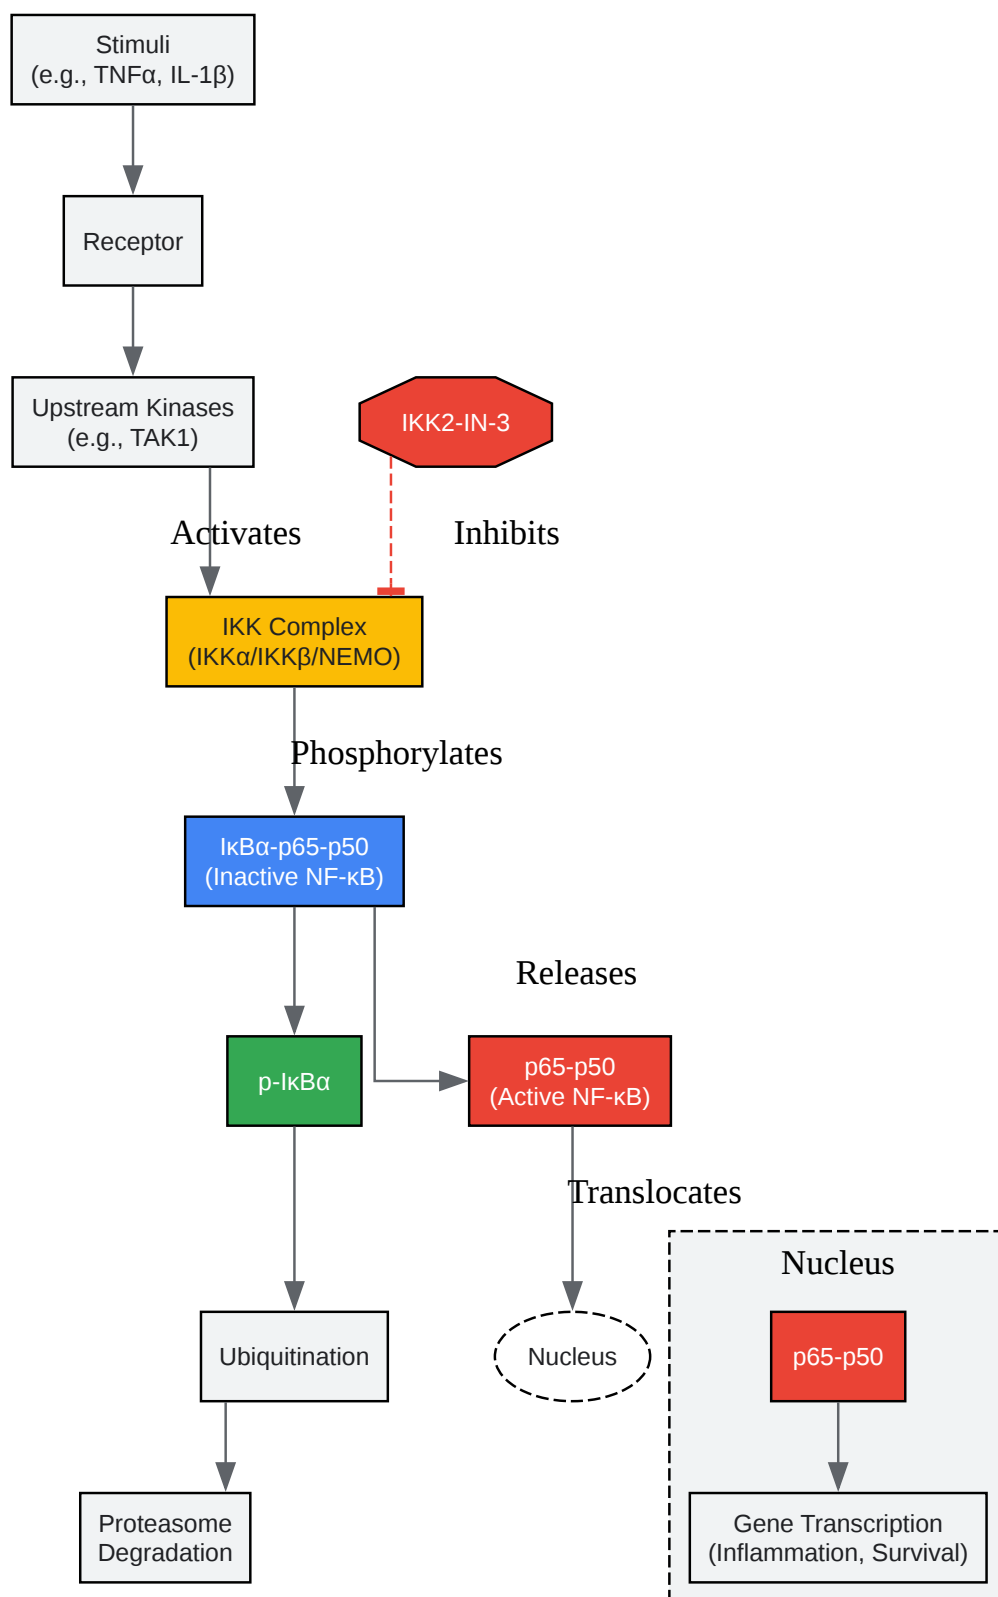 Stimuli
(e.g., TNFα, IL-1β)
Receptor
Upstream Kinases
(e.g., TAK1)
IKK2-IN-3
Activates
Inhibits
IKK Complex
(IKKα/IKKβ/NEMO)
Phosphorylates
IκBα-p65-p50
(Inactive NF-κB)
Releases
p-IκBα
p65-p50
(Active NF-κB)
Translocates
Nucleus
Ubiquitination
Nucleus
p65-p50
Proteasome
Degradation
Gene Transcription
(Inflammation, Survival)